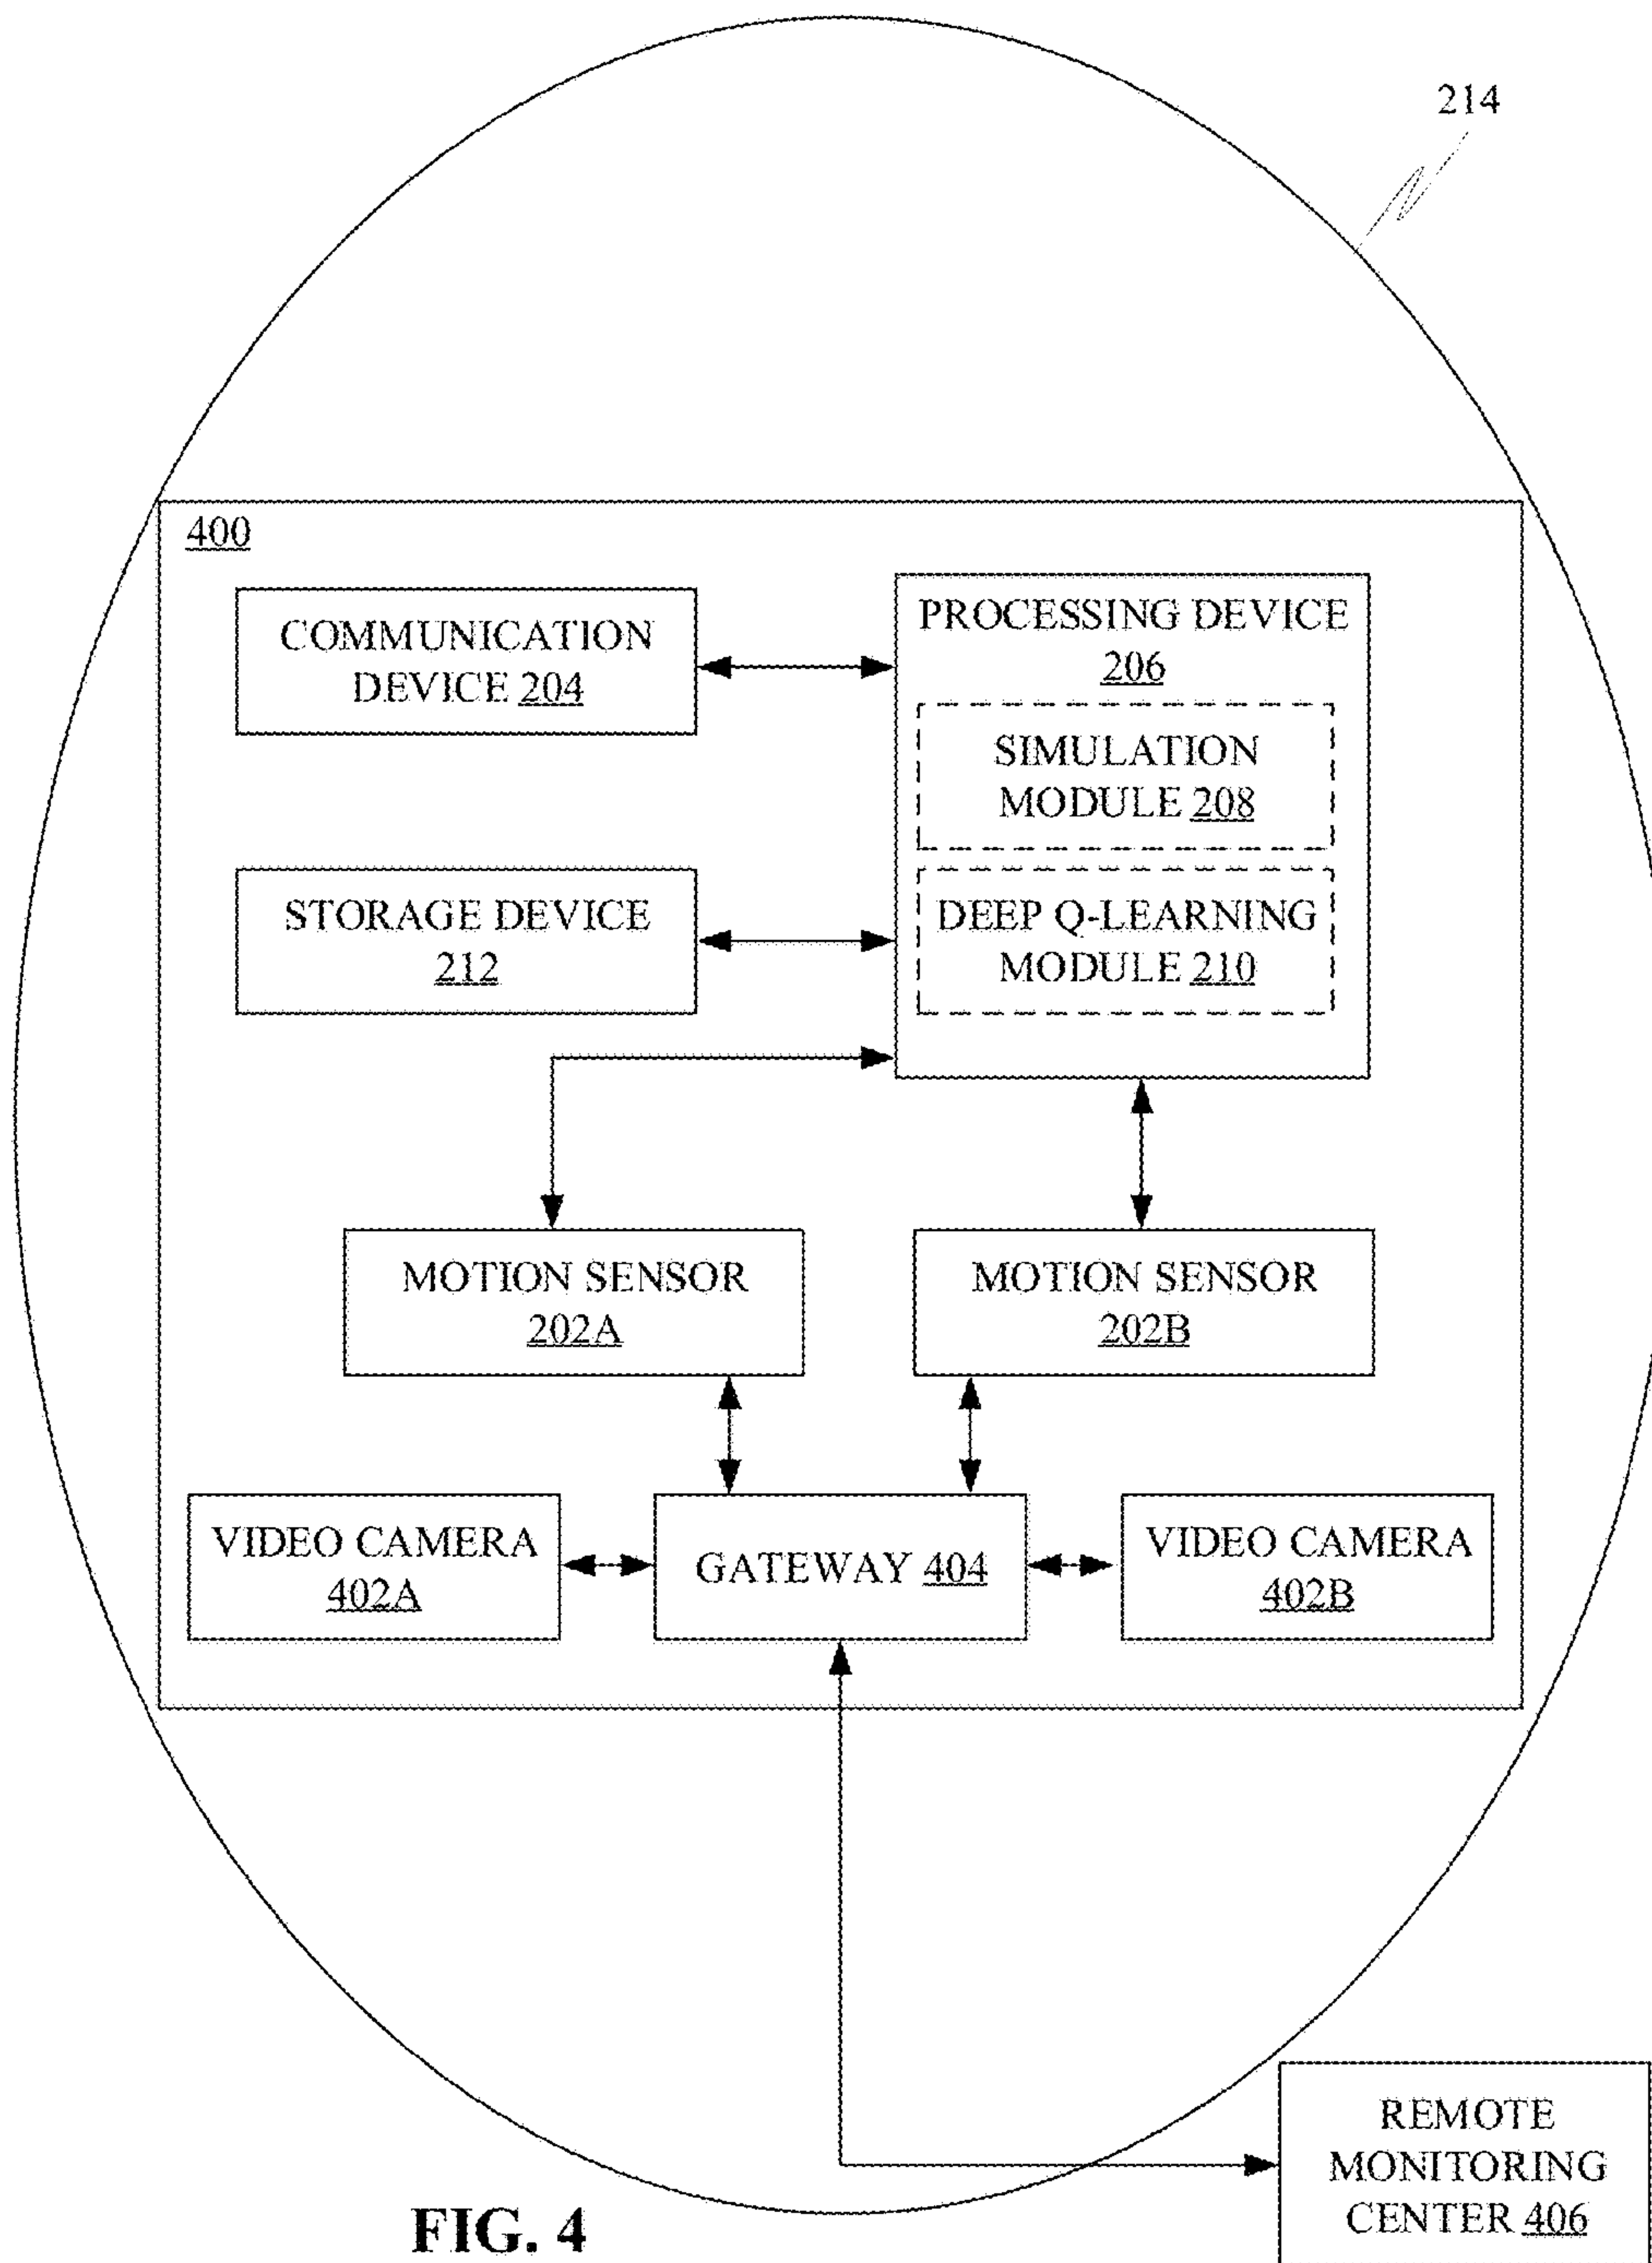 214
400
COMMUNICATION
DEVICE 204
PROCESSING DEVICE
206
SIMULATION
MODULE 208
STORAGE DEVICE
212
DEEP Q-LEARNING
MODULE 210
MOTION SENSOR
202A
MOTION SENSOR
202B
VIDEO CAMERA
402A
GATEWAY 404
VIDEO CAMERA
402B
REMOTE
MONITORING
CENTER 406
FIG. 4